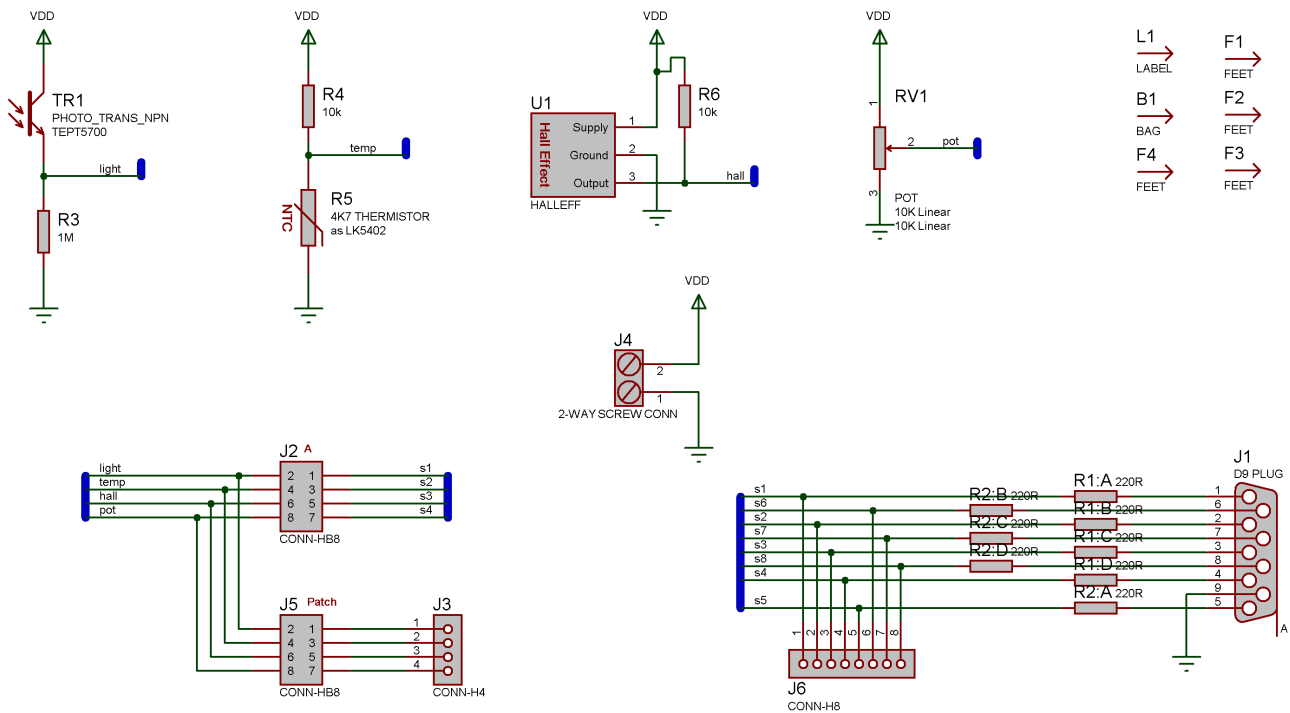 VDD
TR1
PHOTO_TRANS_NPN
TEPT5700
light
R3
1M
VDD
R4
10k
temp
R5
4K7 THERMISTOR
as LK5402
NTC
VDD
R6
10k
U1
Hall Effect
Supply 1
Ground 2
Output 3
hall
HALLEFF
VDD
RV1
1
2 pot
3
POT
10K Linear
10K Linear
L1
LABEL
B1
BAG
F4
FEET
F1
FEET
F2
FEET
F3
FEET
VDD
J4
2
1
2-WAY SCREW CONN
J2 A
light 2 1 s1
temp 4 3 s2
hall 6 5 s3
pot 8 7 s4
CONN-HB8
J5 Patch
2 1
4 3
6 5
8 7
CONN-HB8
J3
1
2
3
4
CONN-H4
J1
D9 PLUG
s1 R1:A 220R 1
s6 R2:B 220R 6
s2 R1:B 220R 2
s7 R2:C 220R 7
s3 R1:C 220R 3
s8 R2:D 220R 8
s4 R1:D 220R 4
9
s5 R2:A 220R 5
A
1 2 3 4 5 6 7 8
J6
CONN-H8